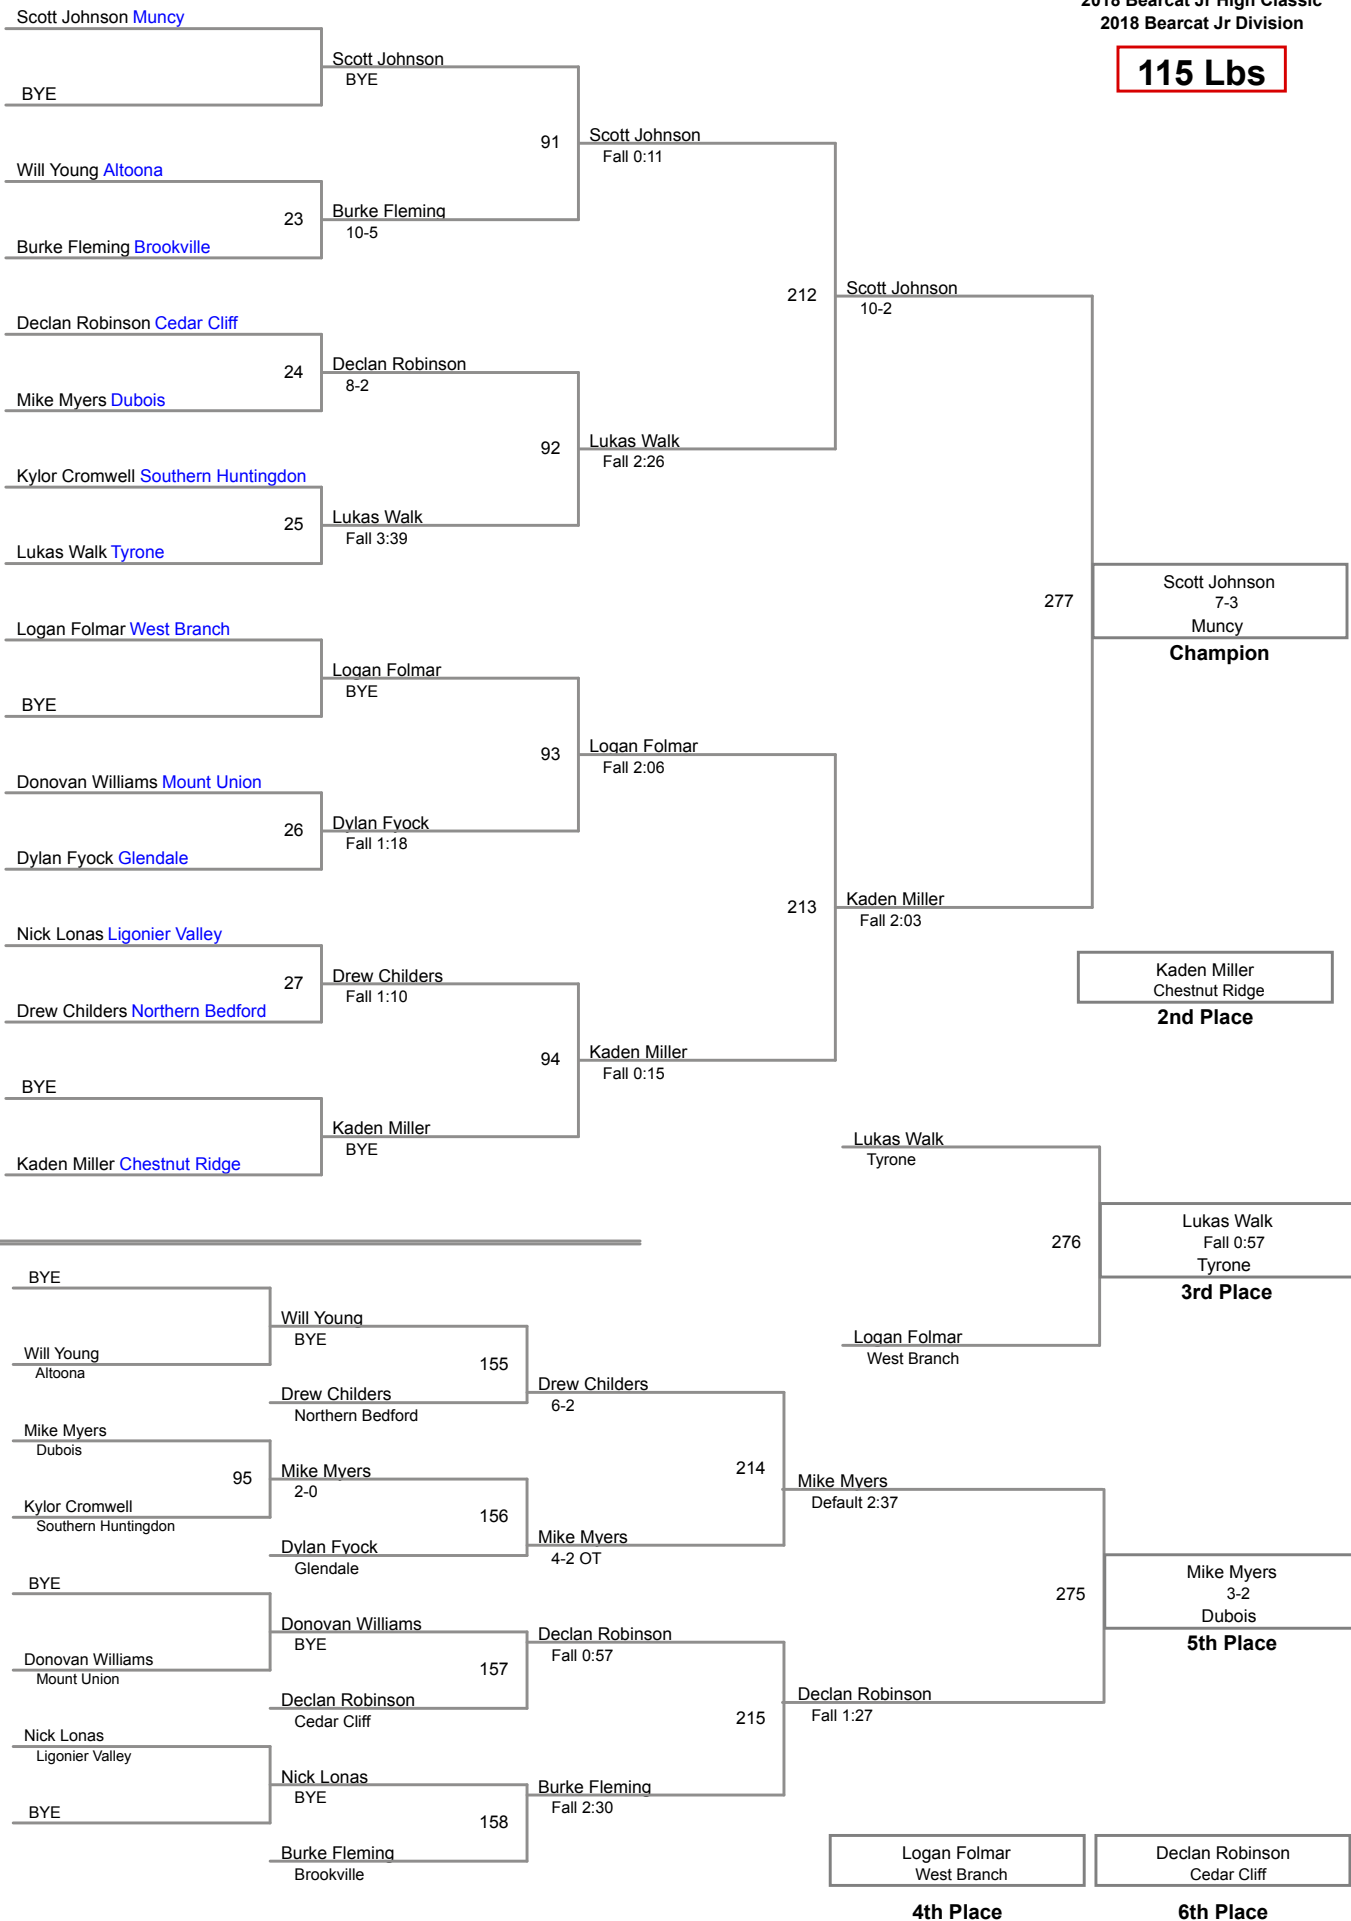 2018 Bearcat Jr High Classic
2018 Bearcat Jr Division
115 Lbs
Scott Johnson Muncy
Scott Johnson
BYE
BYE
91
Scott Johnson
Fall 0:11
Will Young Altoona
23
Burke Fleming
10-5
Burke Fleming Brookville
212
Scott Johnson
10-2
Declan Robinson Cedar Cliff
24
Declan Robinson
8-2
Mike Myers Dubois
92
Lukas Walk
Fall 2:26
Kylor Cromwell Southern Huntingdon
25
Lukas Walk
Fall 3:39
Lukas Walk Tyrone
277
Scott Johnson
7-3
Muncy
Champion
Logan Folmar West Branch
Logan Folmar
BYE
BYE
93
Logan Folmar
Fall 2:06
Donovan Williams Mount Union
26
Dylan Fyock
Fall 1:18
Dylan Fyock Glendale
213
Kaden Miller
Fall 2:03
Nick Lonas Ligonier Valley
27
Drew Childers
Fall 1:10
Drew Childers Northern Bedford
Kaden Miller
Chestnut Ridge
2nd Place
94
Kaden Miller
Fall 0:15
BYE
Kaden Miller
BYE
Kaden Miller Chestnut Ridge
Lukas Walk
Tyrone
276
Lukas Walk
Fall 0:57
Tyrone
3rd Place
Logan Folmar
West Branch
BYE
Will Young
BYE
Will Young
Altoona
155
Drew Childers
6-2
Drew Childers
Northern Bedford
Mike Myers
Dubois
95
Mike Myers
2-0
214
Mike Myers
Default 2:37
Kylor Cromwell
Southern Huntingdon
156
Mike Myers
4-2 OT
Dylan Fyock
Glendale
BYE
275
Mike Myers
3-2
Dubois
5th Place
Donovan Williams
BYE
Declan Robinson
Fall 0:57
Donovan Williams
Mount Union
157
Declan Robinson
Cedar Cliff
215
Declan Robinson
Fall 1:27
Nick Lonas
Ligonier Valley
Nick Lonas
BYE
Burke Fleming
Fall 2:30
BYE
158
Burke Fleming
Brookville
Logan Folmar
West Branch
4th Place
Declan Robinson
Cedar Cliff
6th Place